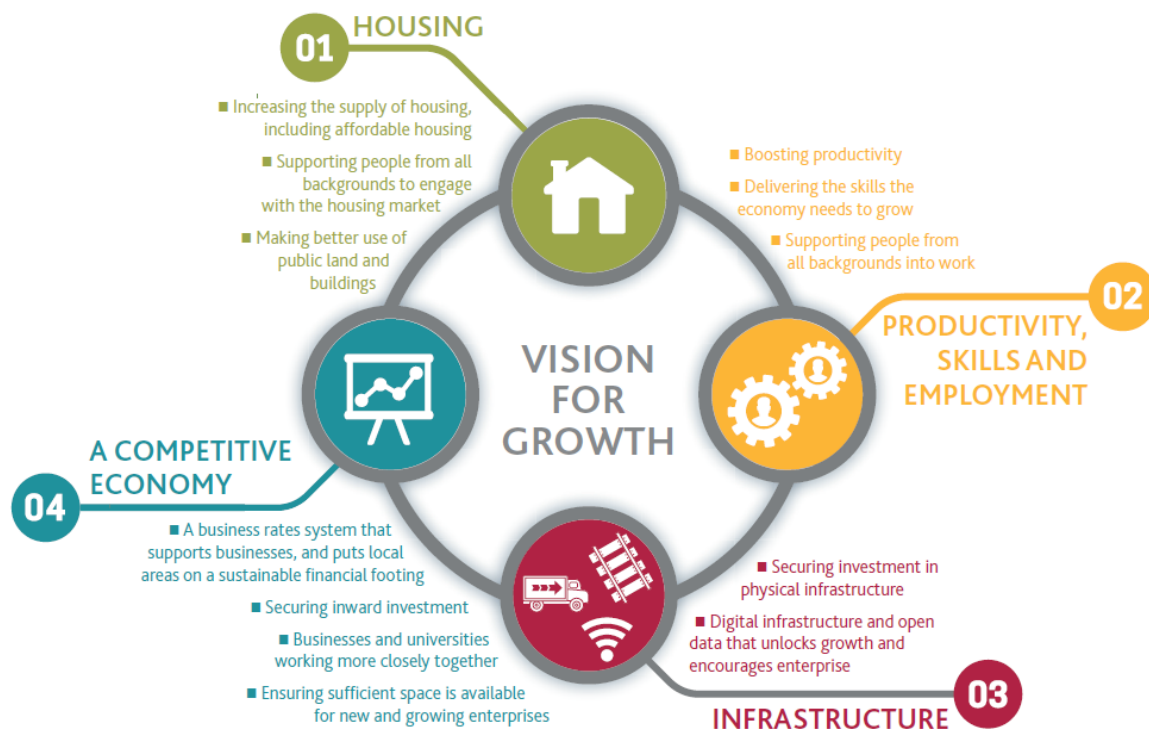 01
HOUSING
■ Increasing the supply of housing,
including affordable housing
■ Supporting people from all
backgrounds to engage
with the housing market
■ Making better use of
public land and
buildings
■ Boosting productivity
■ Delivering the skills the
economy needs to grow
■ Supporting people from
all backgrounds into work
02
PRODUCTIVITY,
SKILLS AND
EMPLOYMENT
VISION
FOR
GROWTH
A COMPETITIVE
ECONOMY
04
■ A business rates system that
supports businesses, and puts local
areas on a sustainable financial footing
■ Securing inward investment
■ Businesses and universities
working more closely together
■ Ensuring sufficient space is available
for new and growing enterprises
■ Securing investment in
physical infrastructure
■ Digital infrastructure and open
data that unlocks growth and
encourages enterprise
03
INFRASTRUCTURE